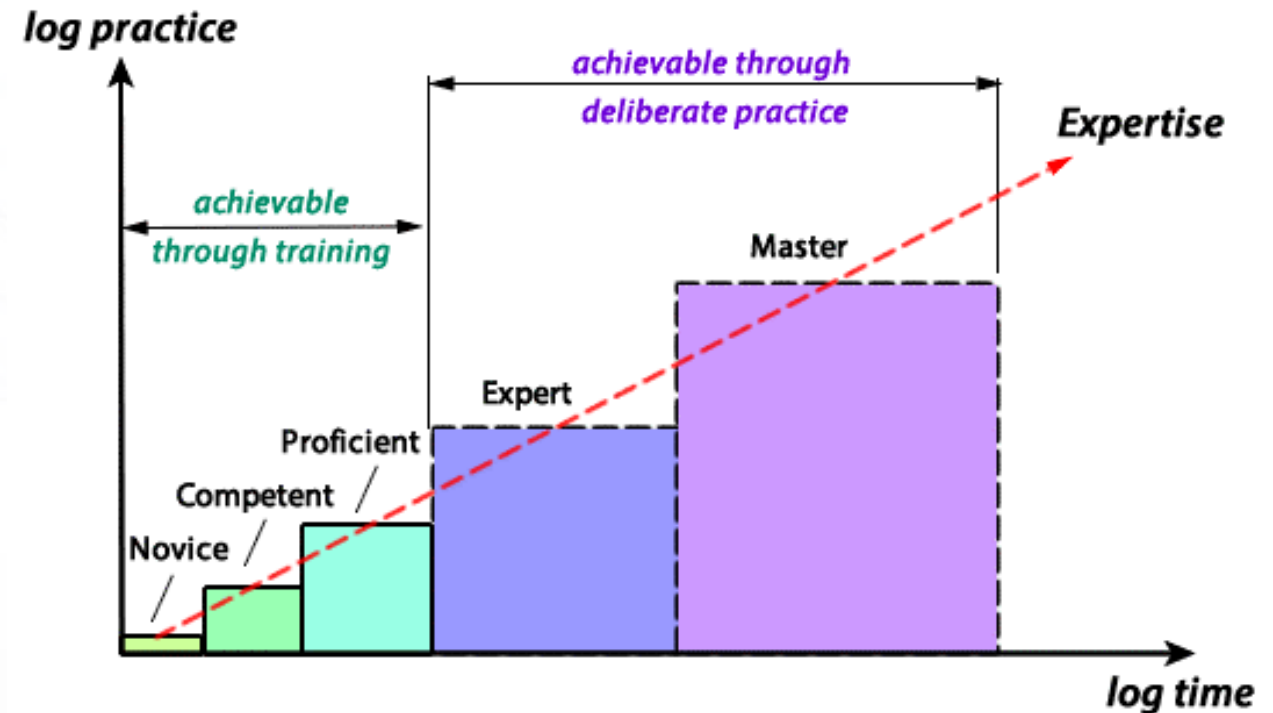 log practice
achievable through
deliberate practice
Expertise
achievable
through training
Master
Expert
Proficient
Competent
Novice
log time